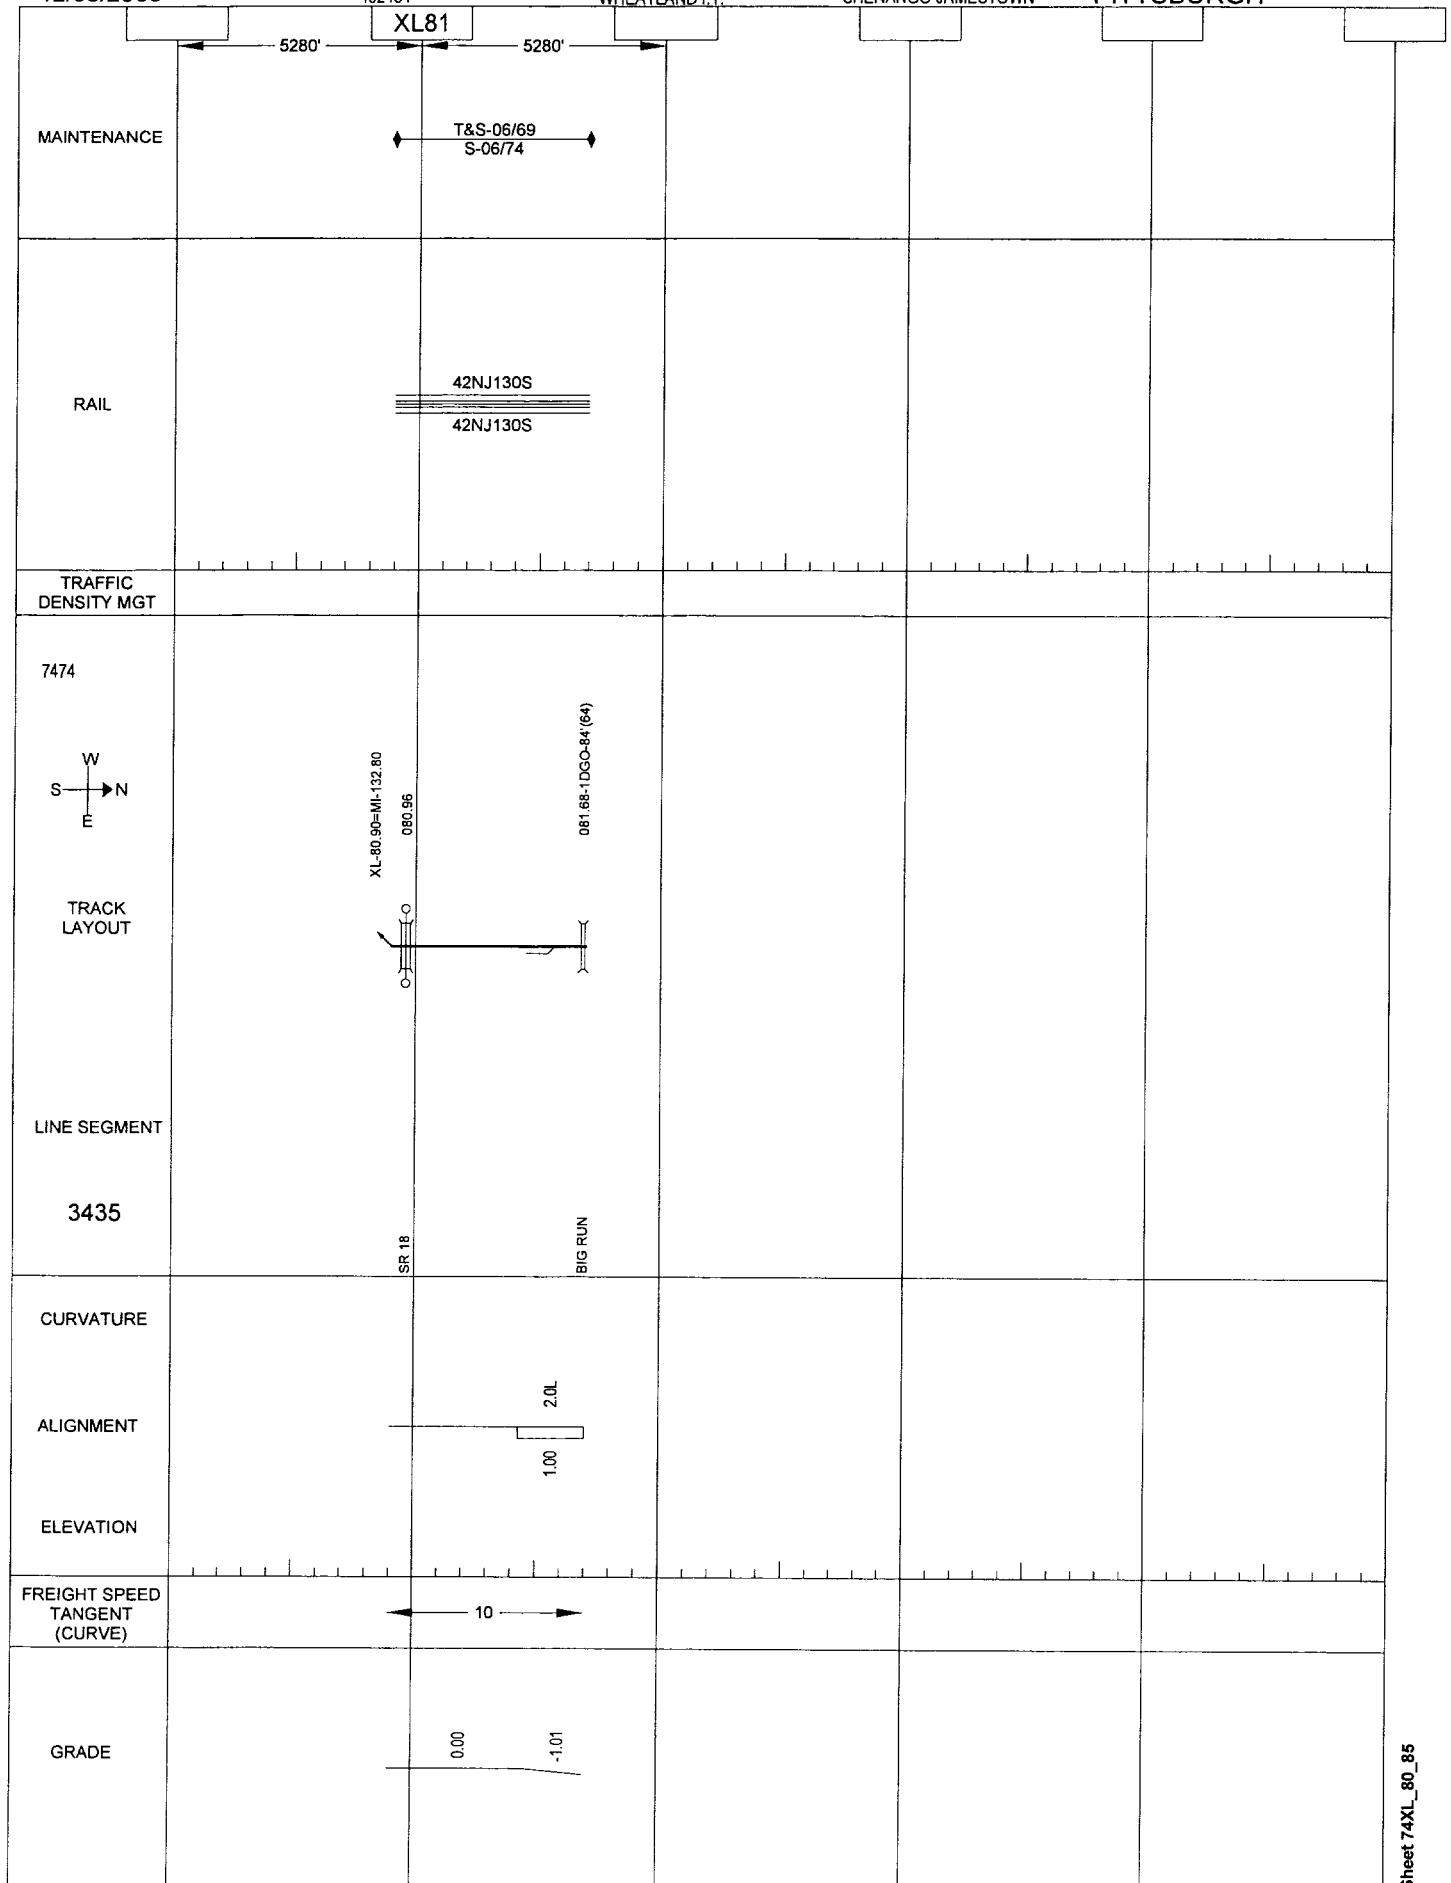 XL81
5280'
5280'
MAINTENANCE
T&S-06/69
S-06/74
RAIL
42NJ130S
42NJ130S
TRAFFIC
DENSITY MGT
7474
W
S
N
E
XL-80.90=MI-132.80
080.96
081.68-1DGO-84'(64)
TRACK
LAYOUT
LINE SEGMENT
3435
SR 18
BIG RUN
CURVATURE
ALIGNMENT
2.0L
1.00
ELEVATION
FREIGHT SPEED
TANGENT
(CURVE)
10
GRADE
0.00
-1.01
Sheet 74XL_80_85